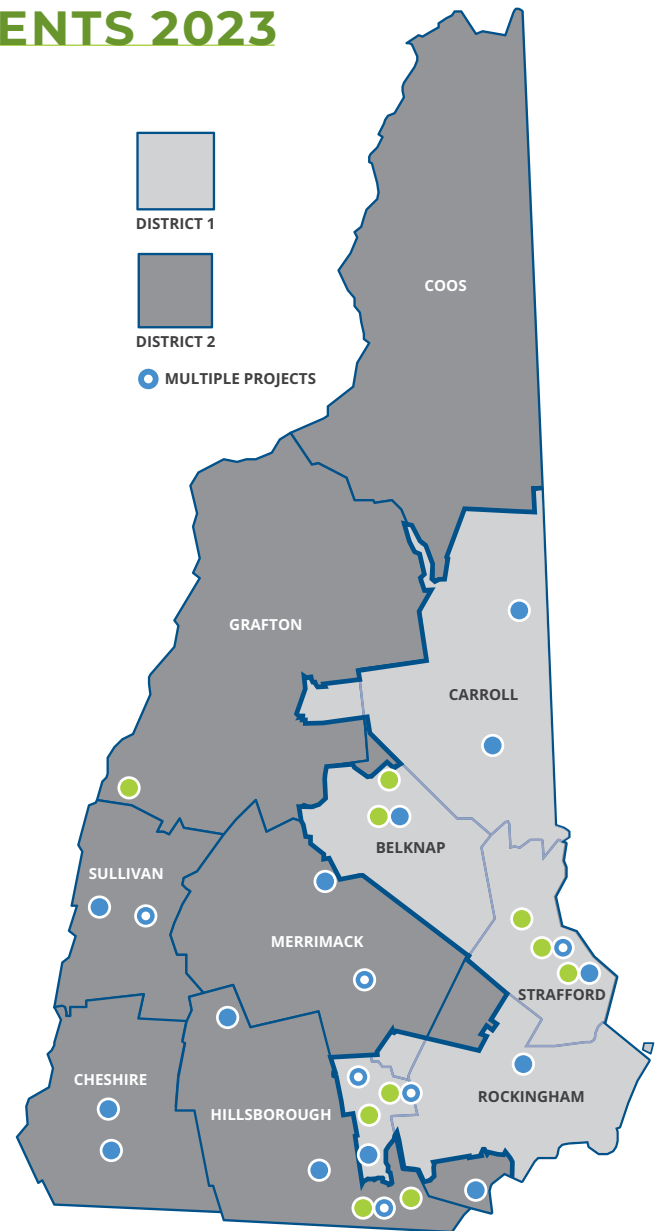 ENTS 2023
DISTRICT 1
DISTRICT 2
MULTIPLE PROJECTS
COOS
GRAFTON
CARROLL
BELKNAP
SULLIVAN
MERRIMACK
STRAFFORD
CHESHIRE
HILLSBOROUGH
ROCKINGHAM